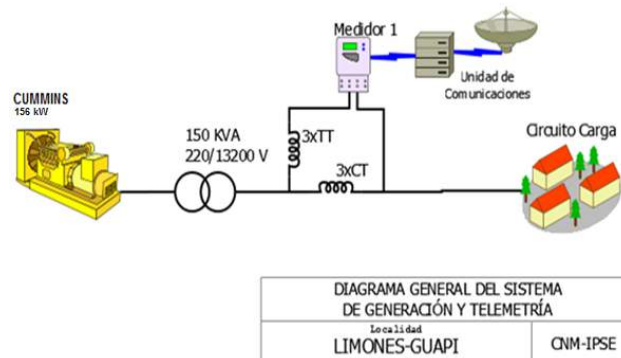 Medidor 1
Unidad de
Comunicaciones
CUMMINS
156 kW
150 KVA
220/13200 V
3xTT
3xCT
Circuito Carga
DIAGRAMA GENERAL DEL SISTEMA
DE GENERACIÓN Y TELEMETRÍA
Localidad
LIMONES-GUAPI
CNM-IPSE